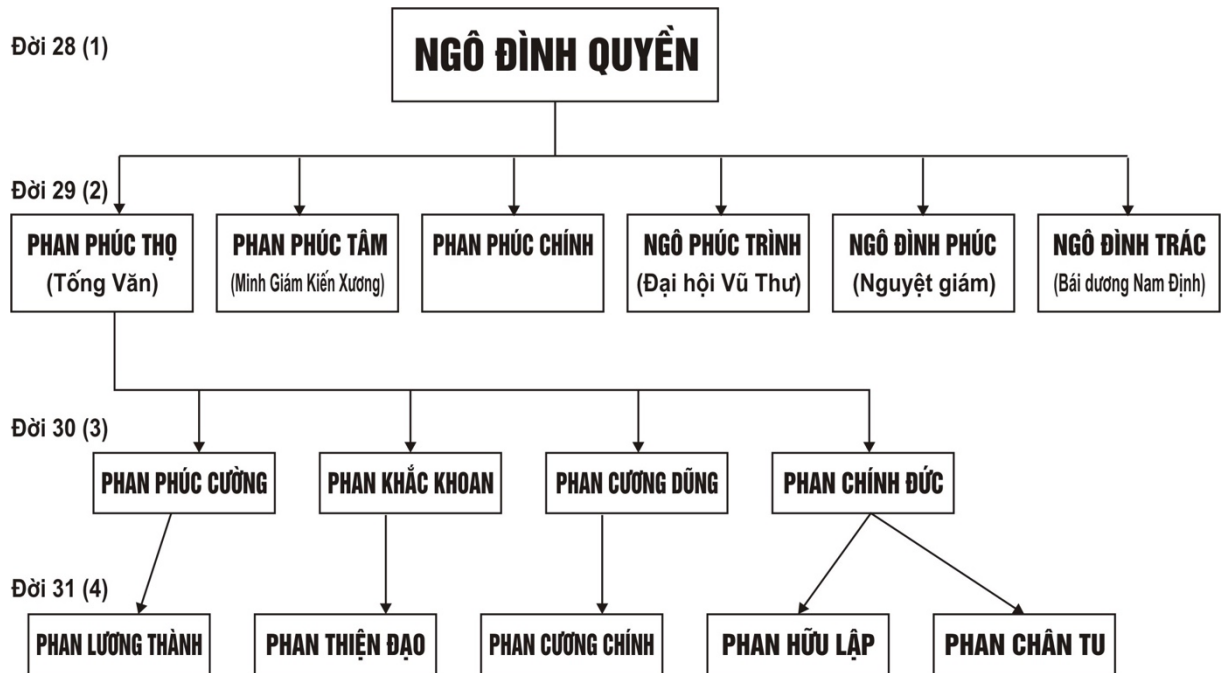 Đời 28 (1)
NGÔ ĐÌNH QUYỀN
Đời 29 (2)
PHAN PHÚC THỌ
(Tống Văn)
PHAN PHÚC TÂM
(Minh Giám Kiến Xương)
PHAN PHÚC CHÍNH
NGÔ PHÚC TRÌNH
(Đại hội Vũ Thư)
NGÔ ĐÌNH PHÚC
(Nguyệt giám)
NGÔ ĐÌNH TRÁC
(Bái dương Nam Định)
Đời 30 (3)
PHAN PHÚC CƯỜNG
PHAN KHẮC KHOAN
PHAN CƯƠNG DŨNG
PHAN CHÍNH ĐỨC
Đời 31 (4)
PHAN LƯƠNG THÀNH
PHAN THIỆN ĐẠO
PHAN CƯƠNG CHÍNH
PHAN HỮU LẬP
PHAN CHÂN TU